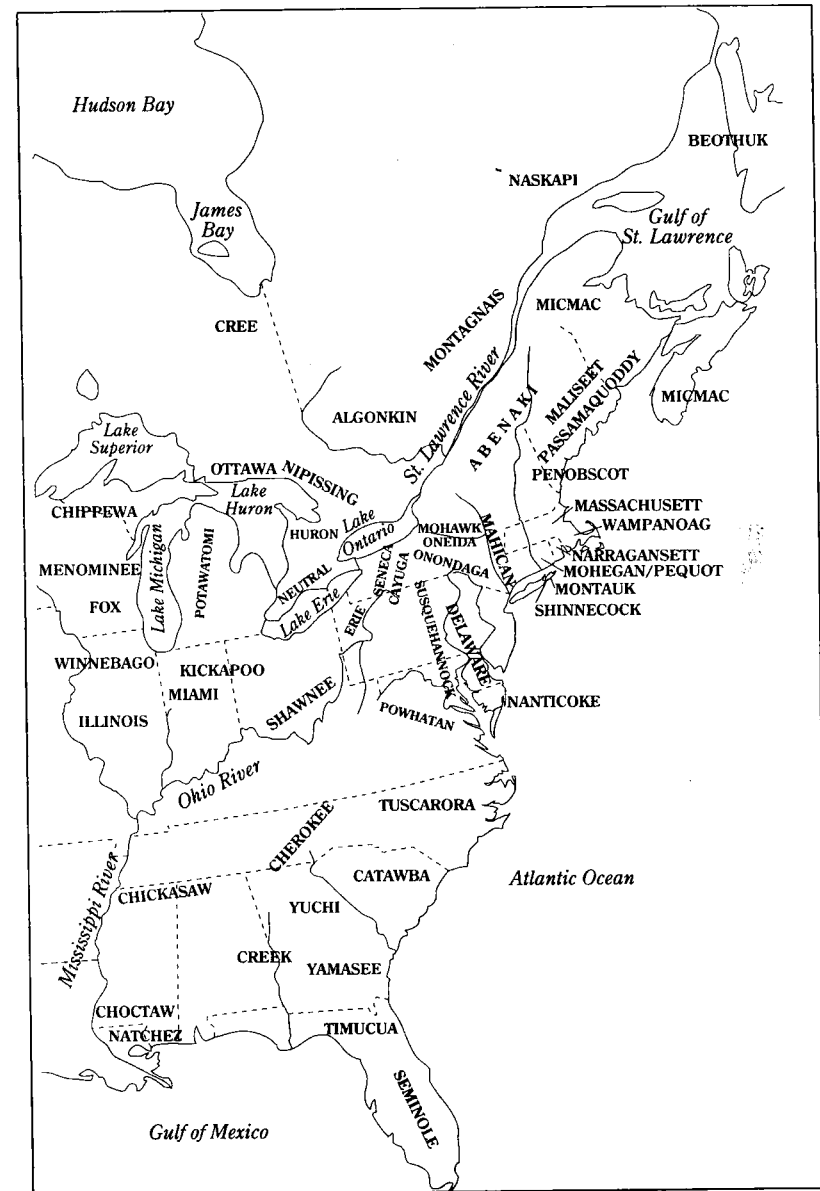 Hudson Bay
BEOTHUK
NASKAPI
James
Bay
Gulf of
St. Lawrence
CREE
MONTAGNAIS
MICMAC
St. Lawrence River
MALISEET
PASSAMAQUODDY
MICMAC
ALGONKIN
ABENAKI
Lake
Superior
OTTAWA
NIPISSING
PENOBSCOT
Lake
Huron
CHIPPEWA
MASSACHUSETT
WAMPANOAG
HURON
Lake
Ontario
MOHAWK
ONEIDA
MAHICAN
ONONDAGA
NARRAGANSETT
MOHEGAN/PEQUOT
MONTAUK
SHINNECOCK
MENOMINEE
Lake Michigan
POTAWATOMI
NEUTRAL
SENECA
CAYUGA
FOX
Lake Erie
ERIE
SUSQUEHANNOCK
DELAWARE
WINNEBAGO
KICKAPOO
MIAMI
SHAWNEE
NANTICOKE
ILLINOIS
POWHATAN
Ohio River
TUSCARORA
CHEROKEE
Mississippi River
CATAWBA
Atlantic Ocean
CHICKASAW
YUCHI
CREEK
YAMASEE
CHOCTAW
NATCHEZ
TIMUCUA
SEMINOLE
Gulf of Mexico